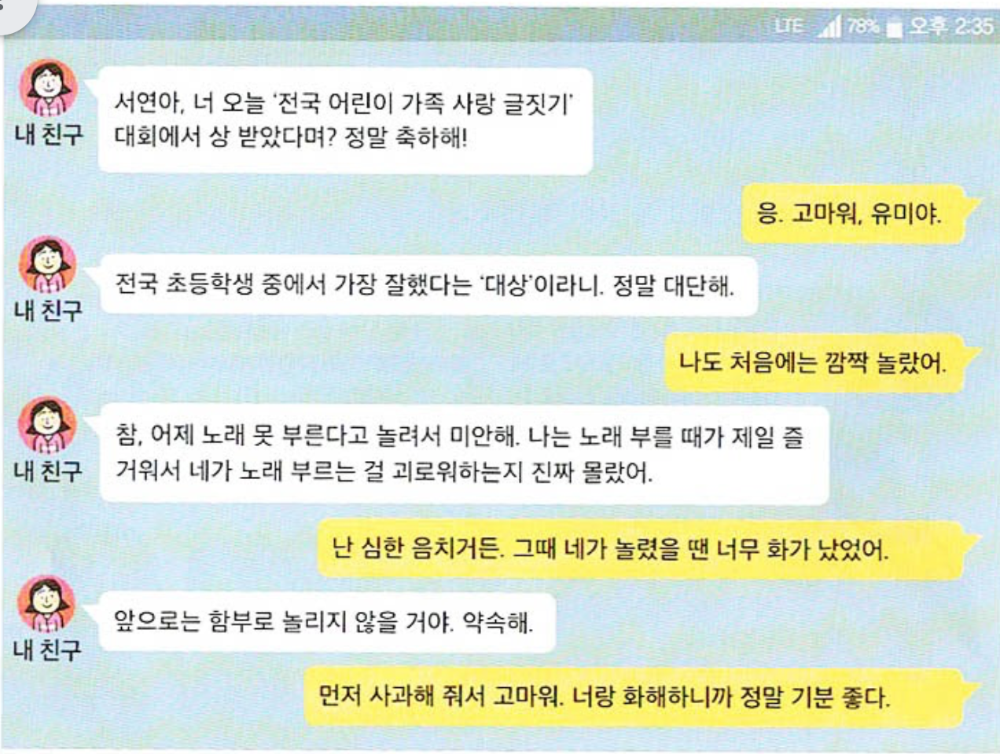 LTE 78% 오후 2:35
서연아, 너 오늘 '전국 어린이 가족 사랑 글짓기'
대회에서 상 받았다며? 정말 축하해!
내 친구
응. 고마워, 유미야.
전국 초등학생 중에서 가장 잘했다는 '대상'이라니. 정말 대단해.
내 친구
나도 처음에는 깜짝 놀랐어.
참, 어제 노래 못 부른다고 놀려서 미안해. 나는 노래 부를 때가 제일 즐
거워서 네가 노래 부르는 걸 괴로워하는지 진짜 몰랐어.
내 친구
난 심한 음치거든. 그때 네가 놀렸을 땐 너무 화가 났었어.
앞으로는 함부로 놀리지 않을 거야. 약속해.
내 친구
먼저 사과해 줘서 고마워. 너랑 화해하니까 정말 기분 좋다.